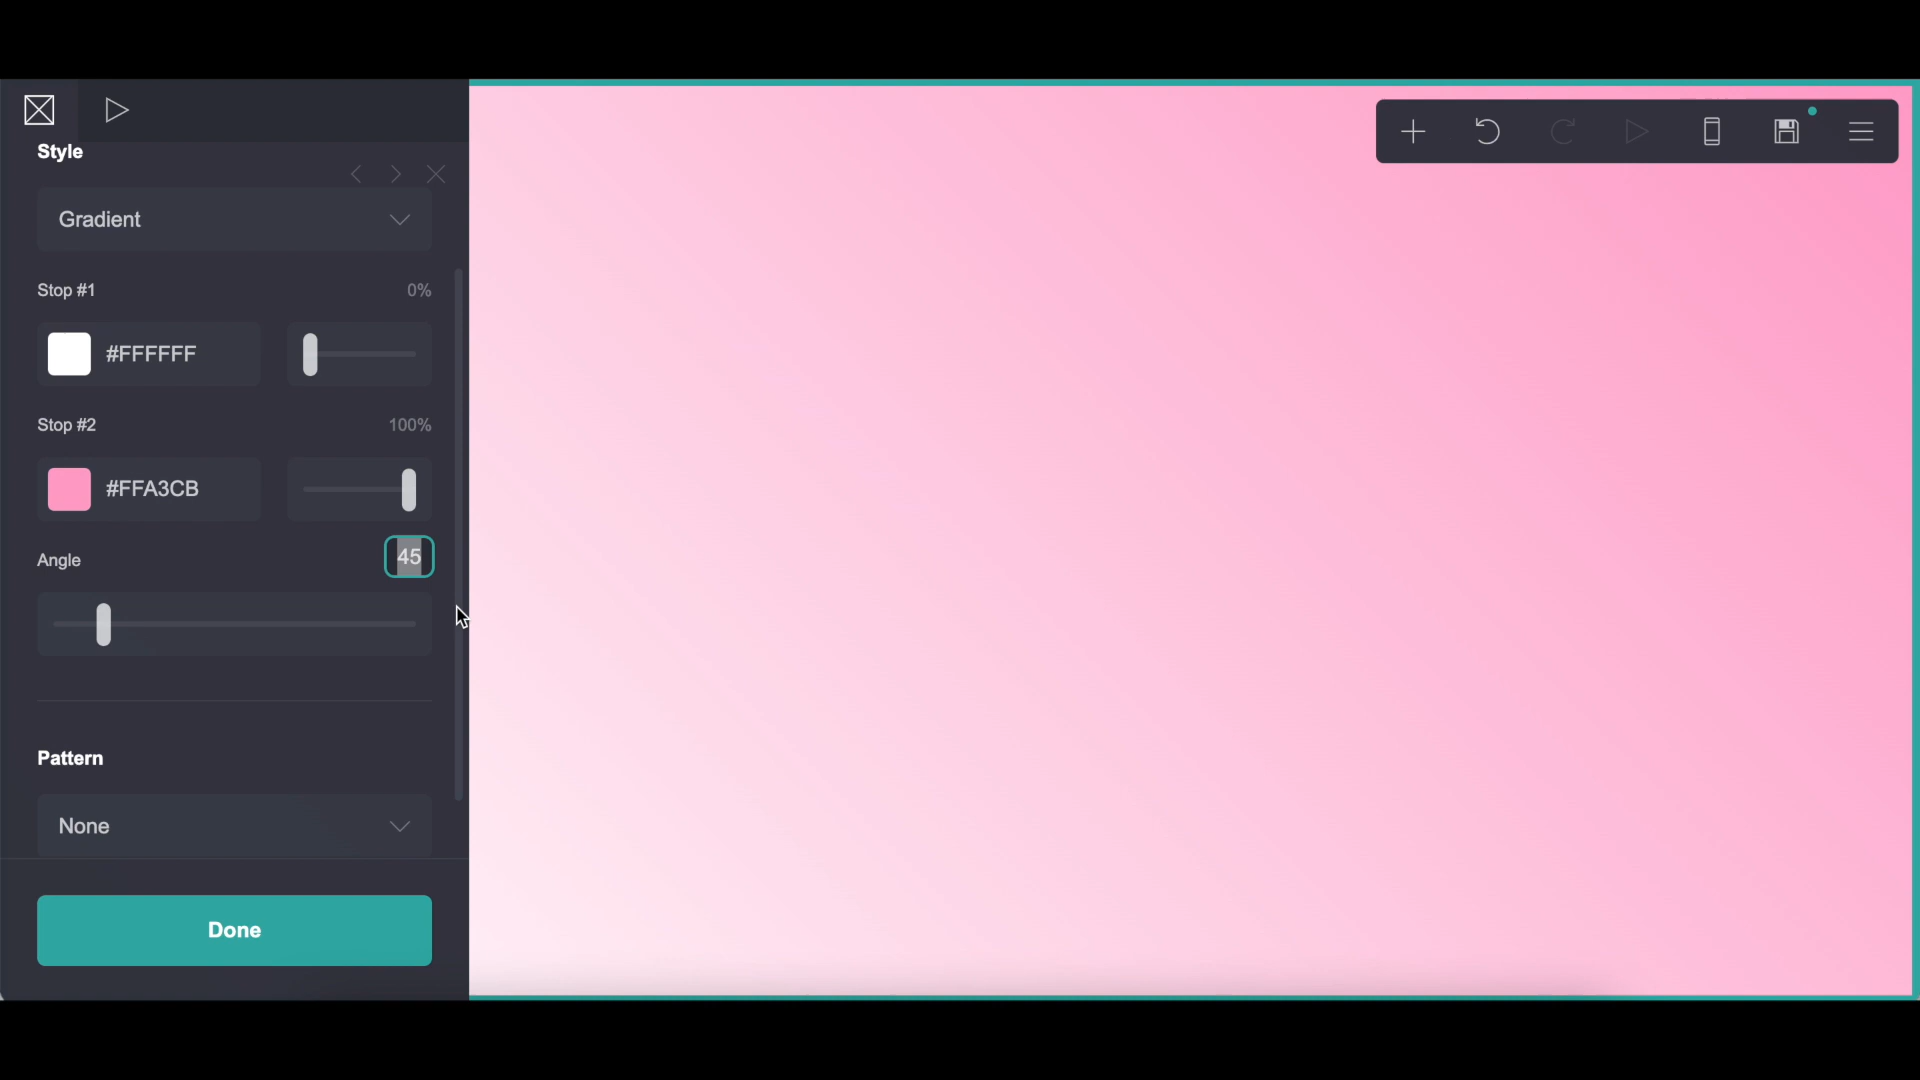 Style
Gradient
Stop #1 0%
#FFFFFF
Stop #2 100%
#FFA3CB
Angle 45
Pattern
None
Done